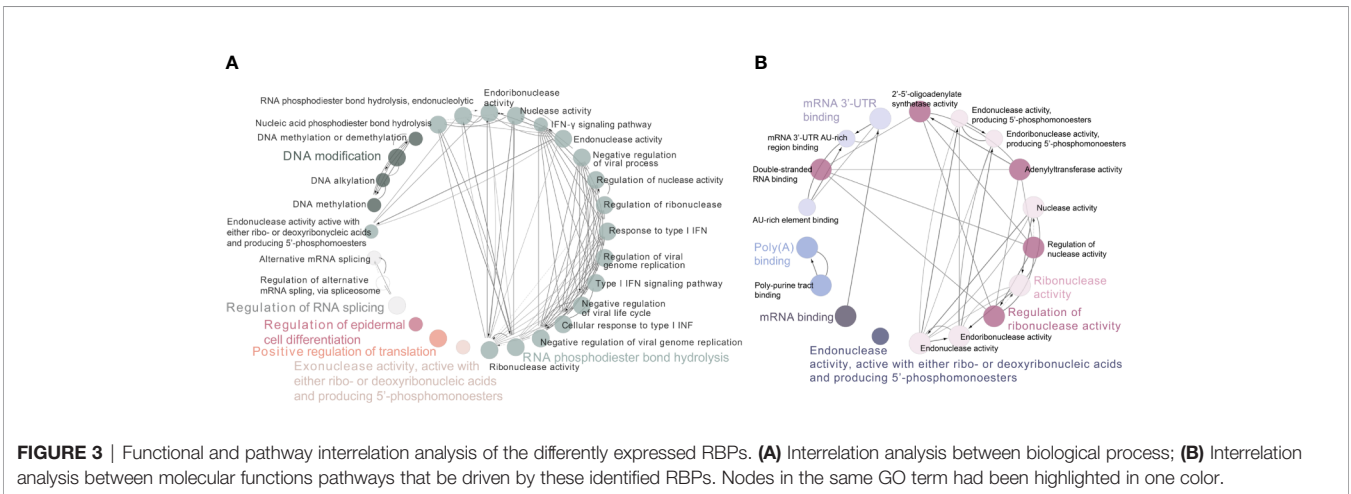 A
RNA phosphodiester bond hydrolysis, endonucleolytic
Endoribonuclease
activity
Nuclease activity
Nucleic acid phosphodiester bond hydrolysis
IFN-γ signaling pathway
DNA methylation or demethylation
Endonuclease activity
DNA modification
Negative regulation
of viral process
DNA alkylation
Regulation of nuclease activity
DNA methylation
Regulation of ribonuclease
Endonuclease activity active with
either ribo- or deoxyribonycleic acids
and producing 5'-phosphomoesters
Response to type I IFN
Alternative mRNA splicing
Regulation of viral
genome replication
Regulation of alternative
mRNA spling, via spliceosome
Type I IFN signaling pathway
Regulation of RNA splicing
Negative regulation
of viral life cycle
Regulation of epidermal
cell differentiation
Cellular response to type I INF
Positive regulation of translation
Negative regulation of viral genome replication
RNA phosphodiester bond hydrolysis
Ribonuclease activity
Exonuclease activity, active with
either ribo- or deoxyribonucleic acids
and producing 5'-phosphomonoesters
B
2'-5'-oligoadenylate
synthetase activity
mRNA 3'-UTR
binding
Endonuclease activity,
producing 5'-phosphomonoesters
mRNA 3'-UTR AU-rich
region binding
Endoribonuclease activity,
producing 5'-phosphomonoesters
Double-stranded
RNA binding
Adenylyltransferase activity
AU-rich element binding
Nuclease activity
Poly(A)
binding
Regulation of
nuclease activity
Poly-purine tract
binding
Ribonuclease
activity
mRNA binding
Regulation of
ribonuclease activity
Endoribonuclease activity
Endonuclease activity
Endonuclease
activity, active with either ribo- or deoxyribonucleic acids
and producing 5'-phosphomonoesters
FIGURE 3 | Functional and pathway interrelation analysis of the differently expressed RBPs. (A) Interrelation analysis between biological process; (B) Interrelation
analysis between molecular functions pathways that be driven by these identified RBPs. Nodes in the same GO term had been highlighted in one color.